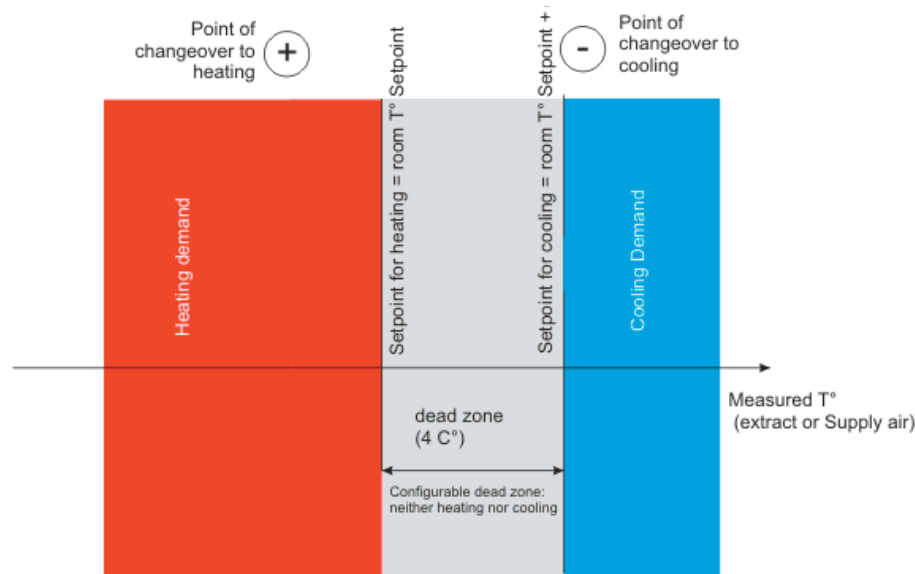 Point of
changeover to
heating
+
Setpoint for heating = room T° Setpoint
Setpoint for cooling = room T° Setpoint +
-
Point of
changeover to
cooling
Heating demand
Cooling Demand
Measured T°
(extract or Supply air)
dead zone
(4 C°)
Configurable dead zone:
neither heating nor cooling